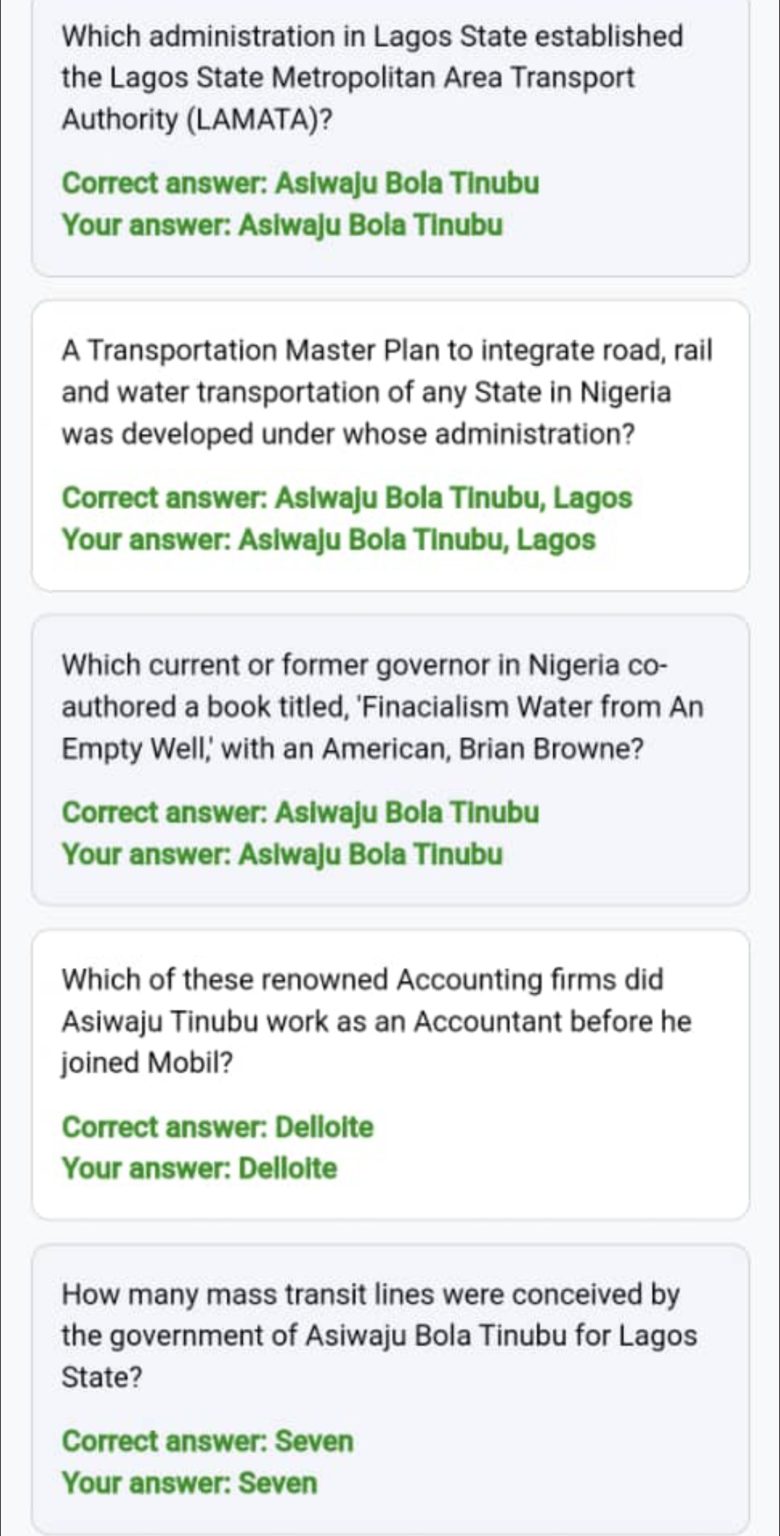 Which administration in Lagos State established
the Lagos State Metropolitan Area Transport
Authority (LAMATA)?
Correct answer: Asiwaju Bola Tinubu
Your answer: Asiwaju Bola Tinubu
A Transportation Master Plan to integrate road, rail
and water transportation of any State in Nigeria
was developed under whose administration?
Correct answer: Asiwaju Bola Tinubu, Lagos
Your answer: Asiwaju Bola Tinubu, Lagos
Which current or former governor in Nigeria co-
authored a book titled, 'Finacialism Water from An
Empty Well,' with an American, Brian Browne?
Correct answer: Asiwaju Bola Tinubu
Your answer: Asiwaju Bola Tinubu
Which of these renowned Accounting firms did
Asiwaju Tinubu work as an Accountant before he
joined Mobil?
Correct answer: Delloite
Your answer: Delloite
How many mass transit lines were conceived by
the government of Asiwaju Bola Tinubu for Lagos
State?
Correct answer: Seven
Your answer: Seven